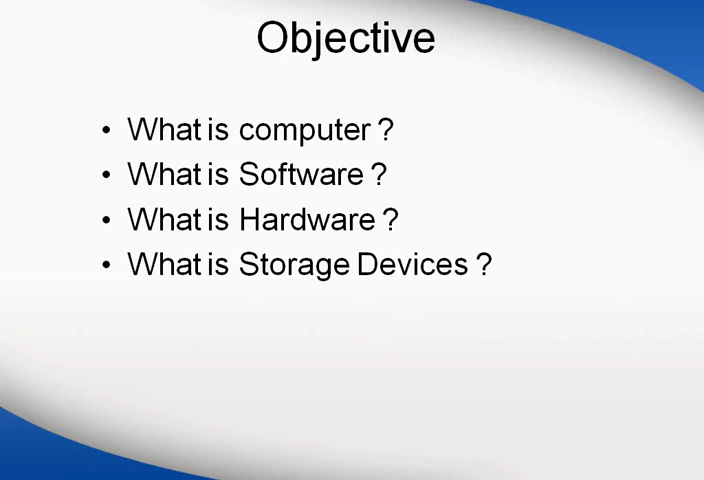 Objective
• What is computer ?
• What is Software ?
• What is Hardware ?
• What is Storage Devices ?